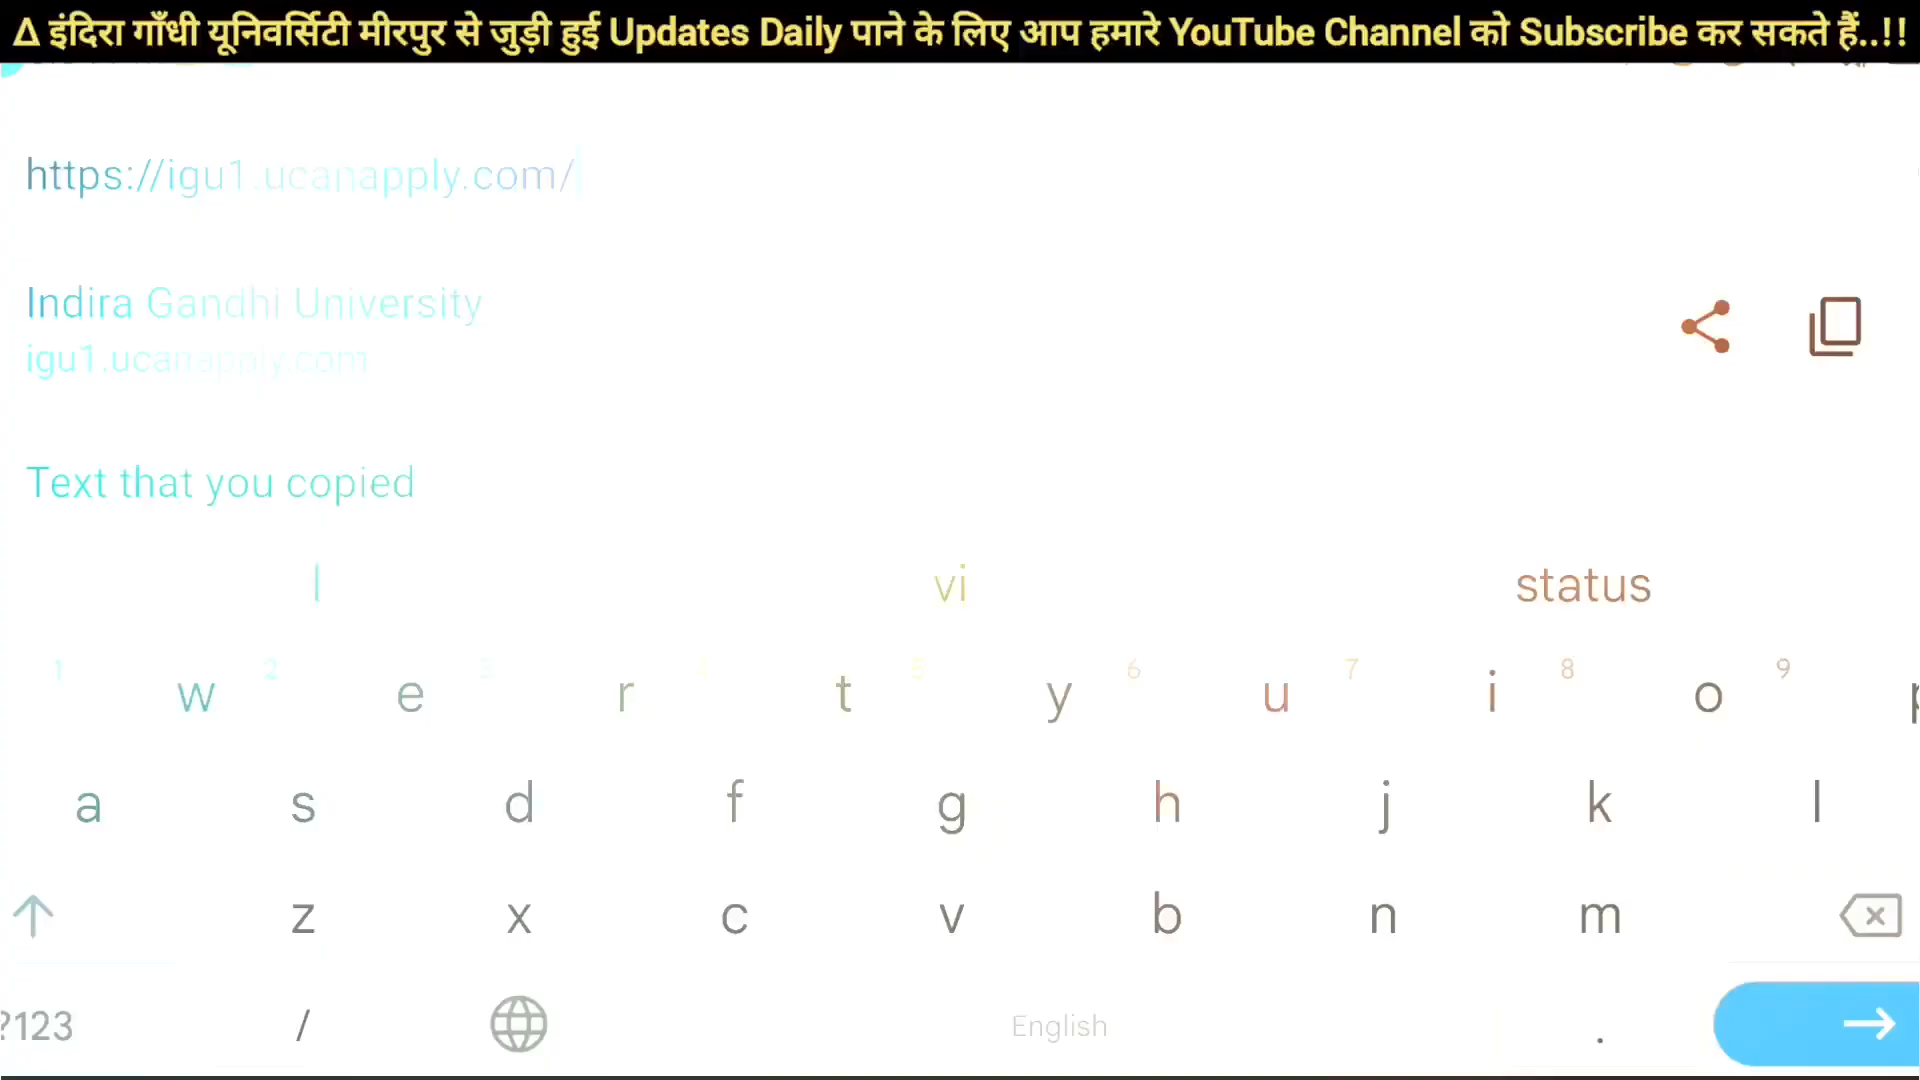 ∆ इंदिरा गाँधी यूनिवर्सिटी मीरपुर से जुड़ी हुई Updates Daily पाने के लिए आप हमारे YouTube Channel को Subscribe कर सकते हैं..!!
https://igu1.ucanapply.com/
Indira Gandhi University
igu1.ucanapply.com
Text that you copied
I vi status
1 2 3 4 5 6 7 8 9
w e r t y u i o p
a s d f g h j k l
z x c v b n m
?123 / English .